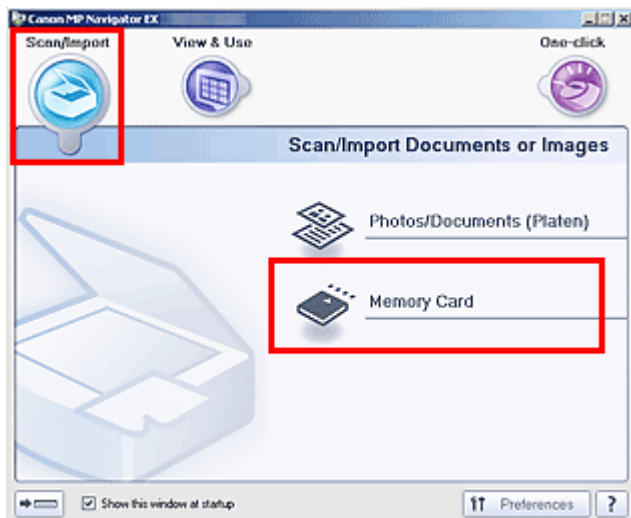 Canon MP Navigator EX
Scan/Import View & Use One-click
Scan/Import Documents or Images
Photos/Documents (Platen)
Memory Card
Show this window at startup Preferences ?